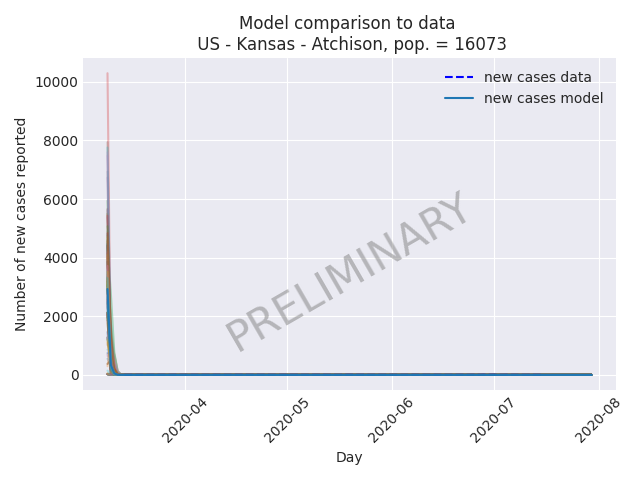 Model comparison to data
US - Kansas - Atchison, pop. = 16073
new cases data
new cases model
Number of new cases reported
10000
8000
6000
4000
2000
0
PRELIMINARY
2020-04
2020-05
2020-06
2020-07
2020-08
Day